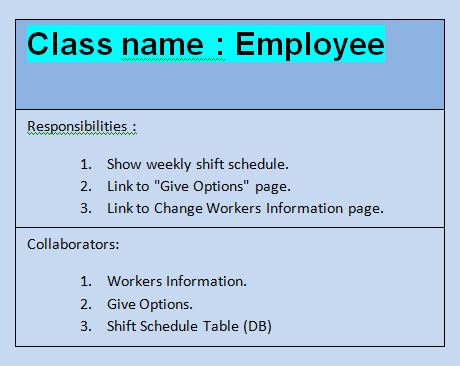 Class name : Employee
Responsibilities :
1. Show weekly shift schedule.
2. Link to "Give Options" page.
3. Link to Change Workers Information page.
Collaborators:
1. Workers Information.
2. Give Options.
3. Shift Schedule Table (DB)